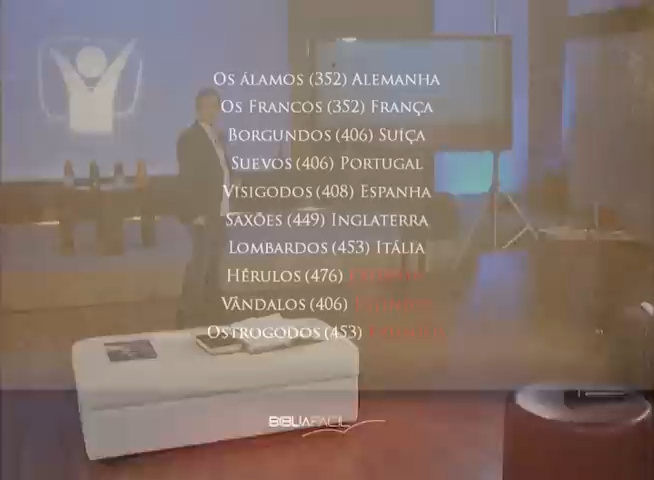 Os Álamos (352) Alemanha
Os Francos (352) França
Borgundos (406) Suíça
Suevos (406) Portugal
Visigodos (408) Espanha
Saxões (449) Inglaterra
Lombardos (453) Itália
Hérulos (476)
Vândalos (406)
Ostrogodos (453)
BÍBLIAFÁCIL